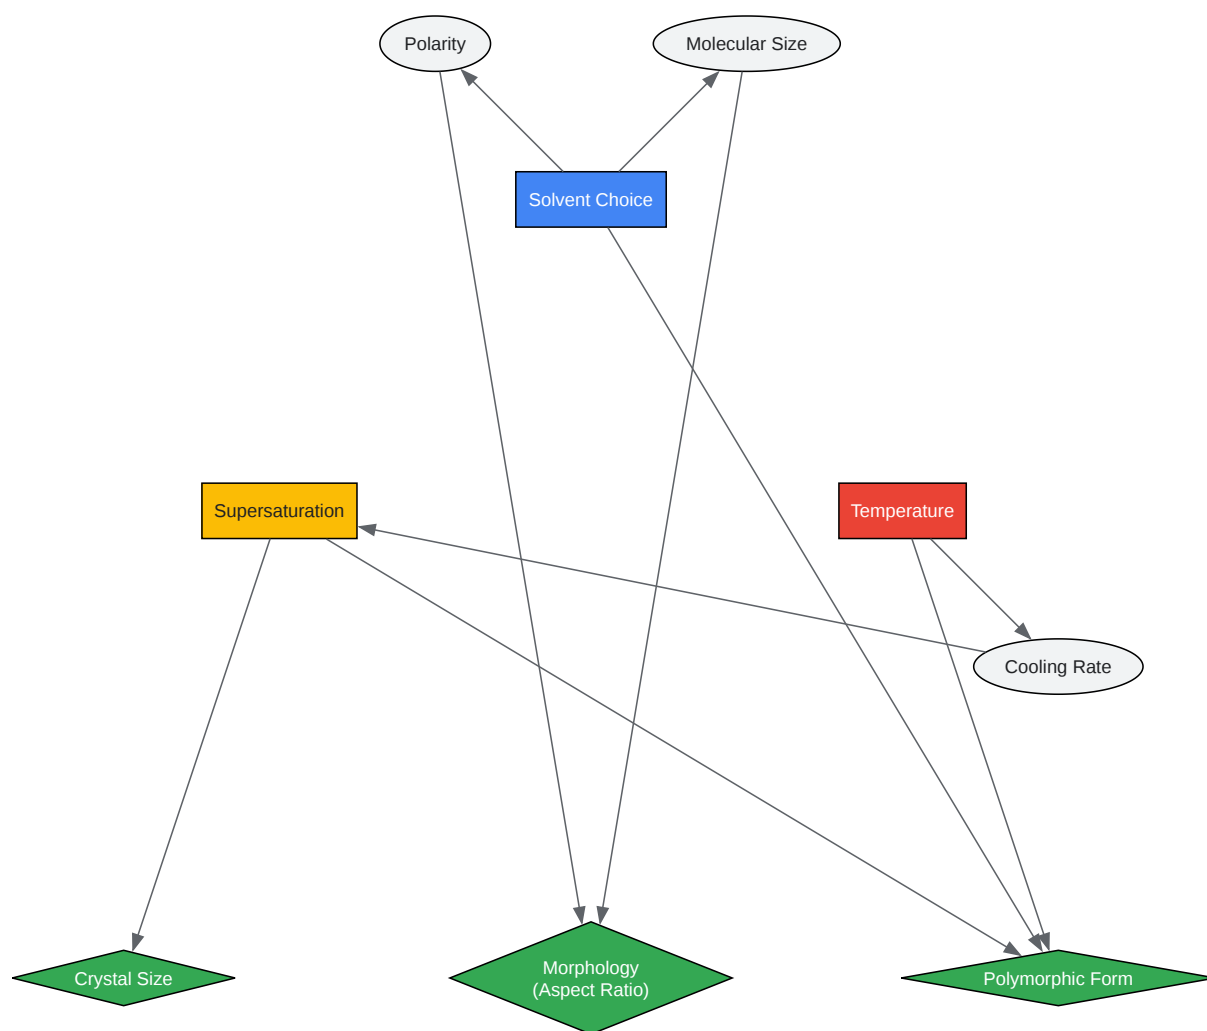 Polarity
Molecular Size
Solvent Choice
Supersaturation
Temperature
Cooling Rate
Crystal Size
Morphology
(Aspect Ratio)
Polymorphic Form